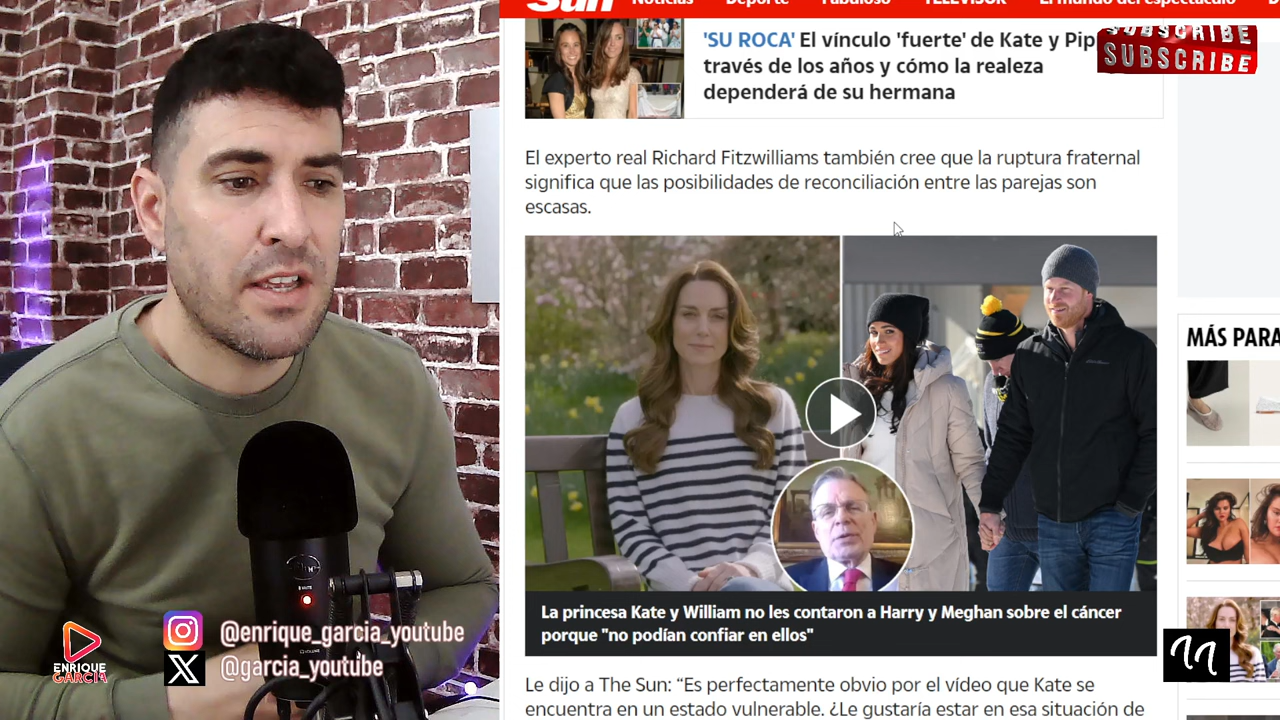 Sun
Noticias
Deporte
Fabuloso
TELEVISOR
El mundo del espectáculo
SUBSCRIBE
SUBSCRIBE
'SU ROCA' El vínculo 'fuerte' de Kate y Pip
través de los años y cómo la realeza
dependerá de su hermana
El experto real Richard Fitzwilliams también cree que la ruptura fraternal
significa que las posibilidades de reconciliación entre las parejas son
escasas.
MÁS PARA
La princesa Kate y William no les contaron a Harry y Meghan sobre el cáncer
porque "no podían confiar en ellos"
Le dijo a The Sun: “Es perfectamente obvio por el vídeo que Kate se
encuentra en un estado vulnerable. ¿Le gustaría estar en esa situación de
@enrique_garcia_youtube
@garcia_youtube
ENRIQUE
GARCIA